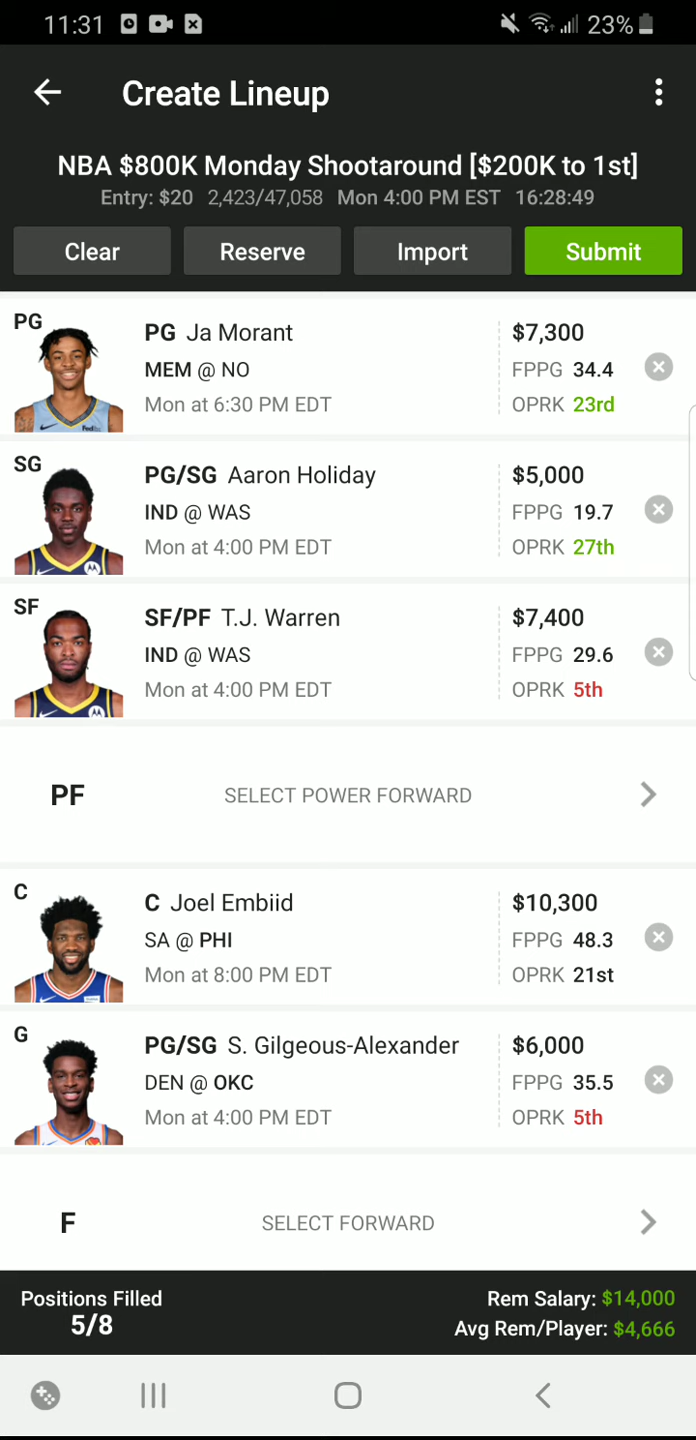 11:31 23%
Create Lineup
NBA $800K Monday Shootaround [$200K to 1st]
Entry: $20 2,423/47,058 Mon 4:00 PM EST 16:28:49
Clear Reserve Import Submit
PG
PG Ja Morant $7,300
MEM @ NO FPPG 34.4
Mon at 6:30 PM EDT OPRK 23rd
SG
PG/SG Aaron Holiday $5,000
IND @ WAS FPPG 19.7
Mon at 4:00 PM EDT OPRK 27th
SF
SF/PF T.J. Warren $7,400
IND @ WAS FPPG 29.6
Mon at 4:00 PM EDT OPRK 5th
PF SELECT POWER FORWARD
C
C Joel Embiid $10,300
SA @ PHI FPPG 48.3
Mon at 8:00 PM EDT OPRK 21st
G
PG/SG S. Gilgeous-Alexander $6,000
DEN @ OKC FPPG 35.5
Mon at 4:00 PM EDT OPRK 5th
F SELECT FORWARD
Positions Filled Rem Salary: $14,000
5/8 Avg Rem/Player: $4,666